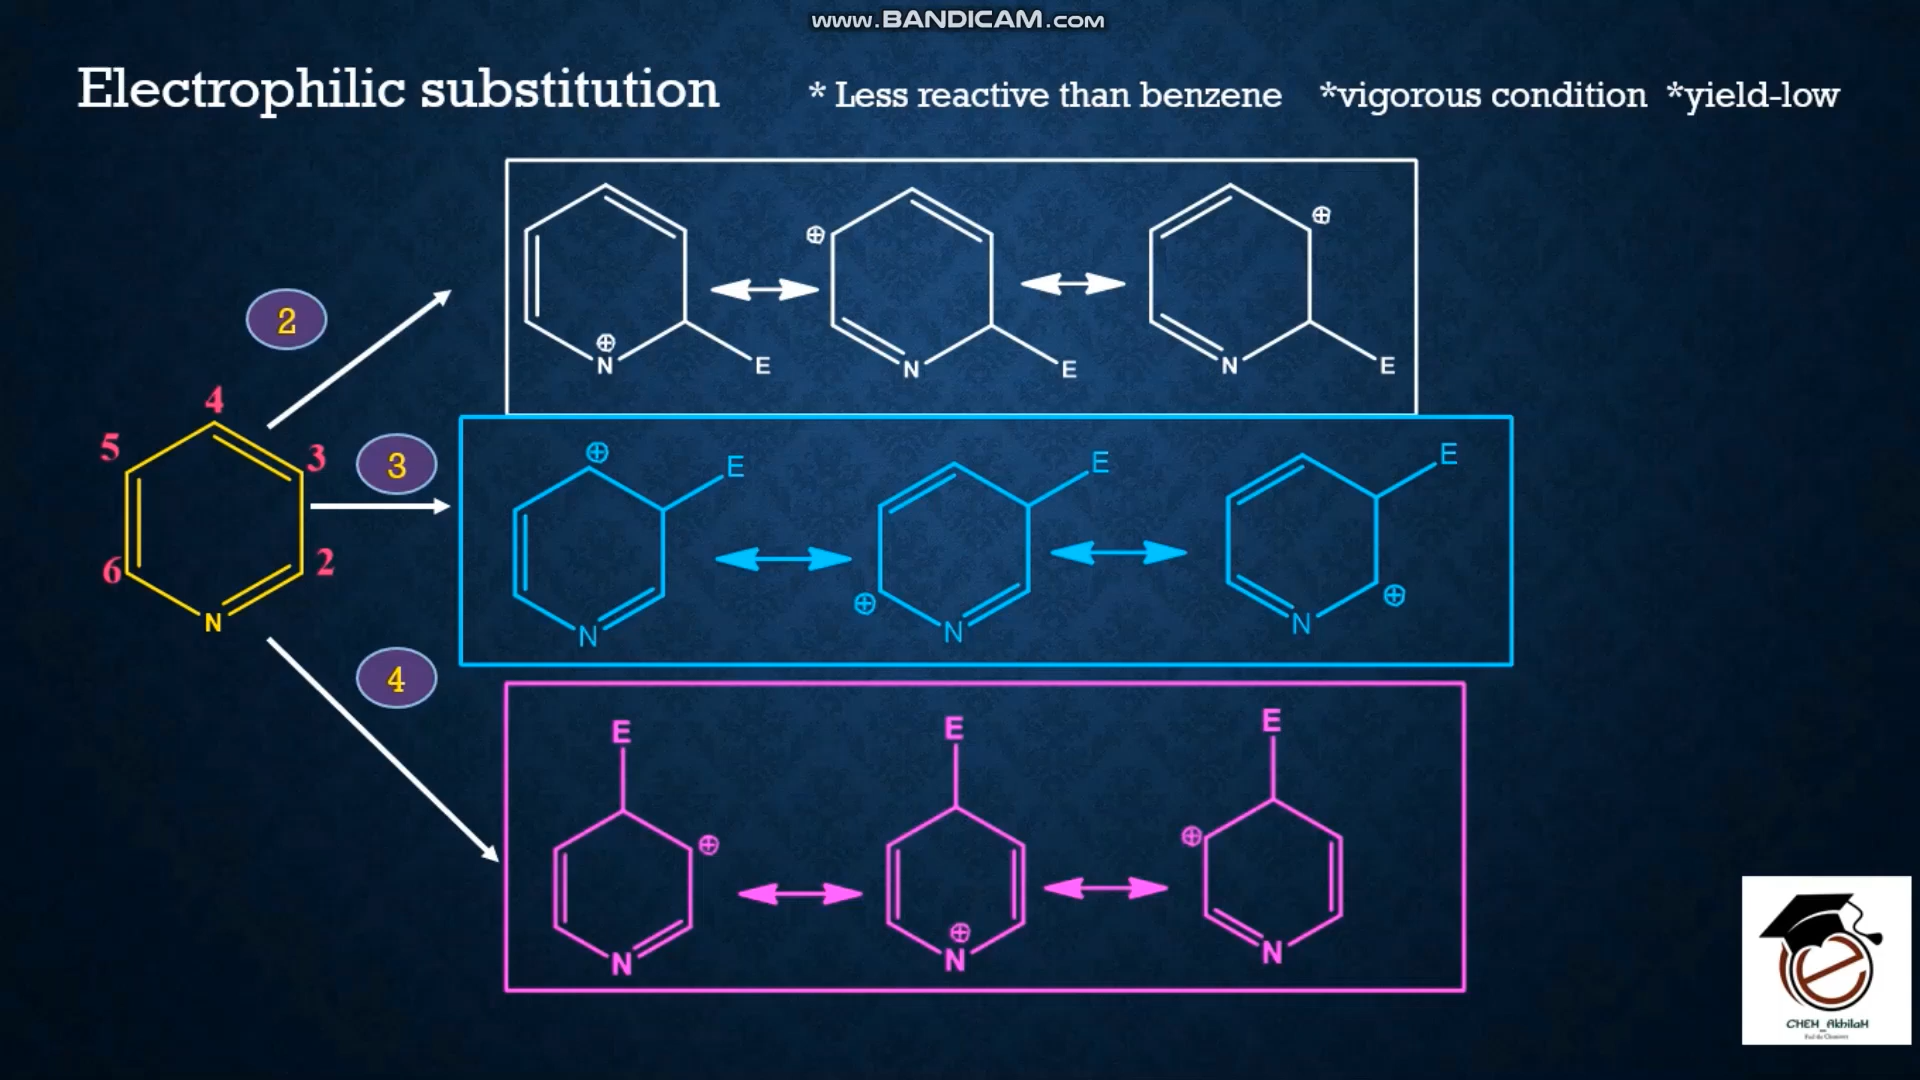 www.BANDICAM.com
Electrophilic substitution
* Less reactive than benzene *vigorous condition *yield-low
⊕
⊕
2
⊕
N E
N E
N E
4
5
3
6
2
N
3
⊕
E
E
E
⊕
⊕
N
N
N
4
E
E
E
⊕
⊕
⊕
N
N
N
CHEM_AkhilaM